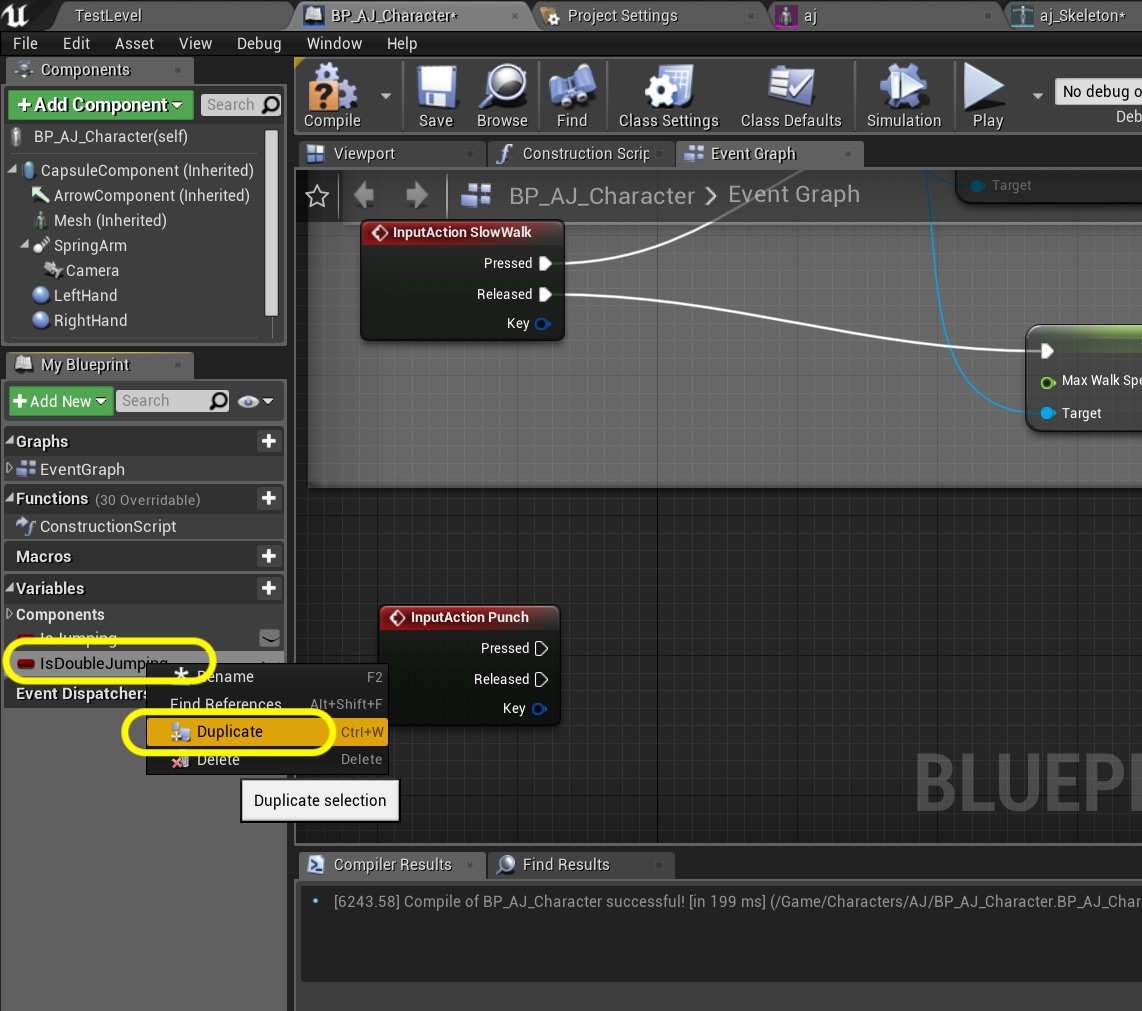 TestLevel
BP_AJ_Character*
Project Settings
aj
aj_Skeleton*
File Edit Asset View Debug Window Help
Components
Add Component
Search
BP_AJ_Character(self)
CapsuleComponent (Inherited)
ArrowComponent (Inherited)
Mesh (Inherited)
SpringArm
Camera
LeftHand
RightHand
My Blueprint
Add New
Search
Graphs
EventGraph
Functions (30 Overridable)
ConstructionScript
Macros
Variables
Components
IsJumping
IsDoubleJumping
Event Dispatchers
Rename F2
Find References Alt+Shift+F
Duplicate Ctrl+W
Delete Delete
Duplicate selection
Compile Save Browse Find Class Settings Class Defaults Simulation Play
No debug o
Deb
Viewport
Construction Scrip
Event Graph
BP_AJ_Character > Event Graph
Target
InputAction SlowWalk
Pressed
Released
Key
Max Walk Spe
Target
InputAction Punch
Pressed
Released
Key
BLUEPR
Compiler Results
Find Results
[6243.58] Compile of BP_AJ_Character successful! [in 199 ms] (/Game/Characters/AJ/BP_AJ_Character.BP_AJ_Char